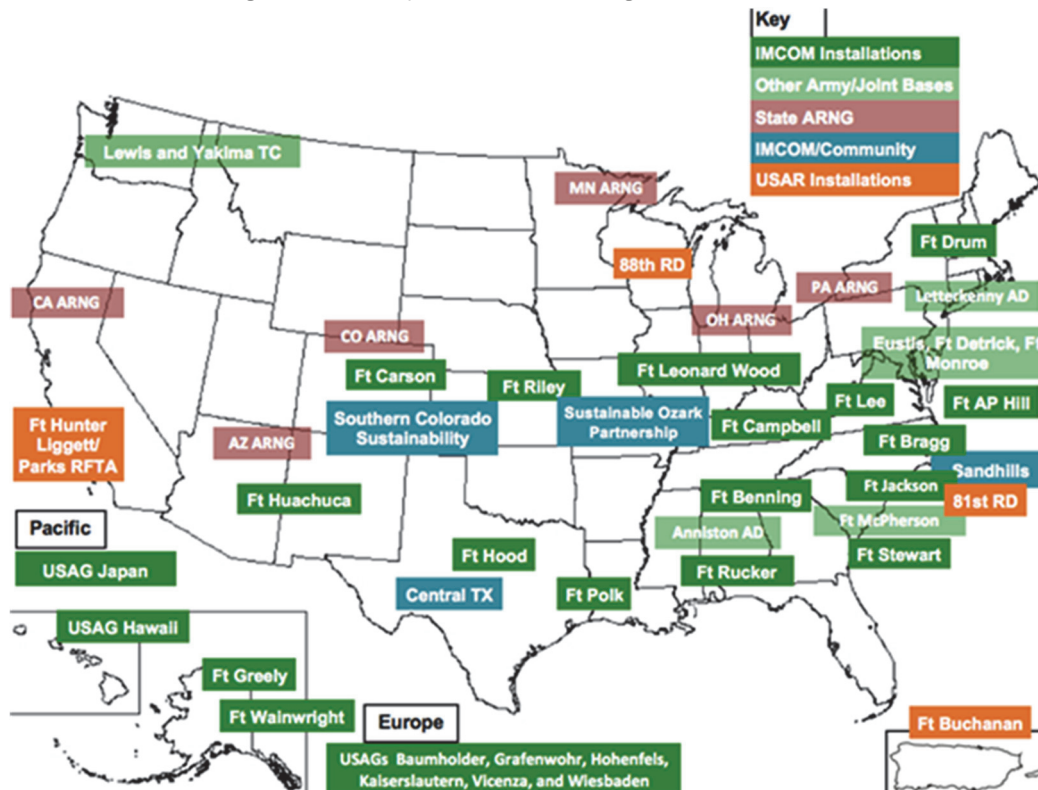 Key
IMCOM Installations
Other Army/Joint Bases
State ARNG
IMCOM/Community
USAR Installations
Lewis and Yakima TC
MN ARNG
Ft Drum
88th RD
PA ARNG
CA ARNG
Letterkenny AD
OH ARNG
CO ARNG
Eustis, Ft Detrick, Ft
Monroe
Ft Carson
Ft Leonard Wood
Ft Riley
Ft Lee
Ft AP Hill
Ft Hunter
Liggett/
Parks RFTA
Southern Colorado
Sustainability
Sustainable Ozark
Partnership
Ft Campbell
AZ ARNG
Ft Bragg
Sandhills
Ft Huachuca
Ft Benning
Ft Jackson
81st RD
Pacific
Anniston AD
Ft McPherson
Ft Hood
Ft Stewart
USAG Japan
Ft Rucker
Central TX
Ft Polk
USAG Hawaii
Ft Greely
Ft Wainwright
Europe
Ft Buchanan
USAGs Baumholder, Grafenwohr, Hohenfels,
Kaiserslautern, Vicenza, and Wiesbaden